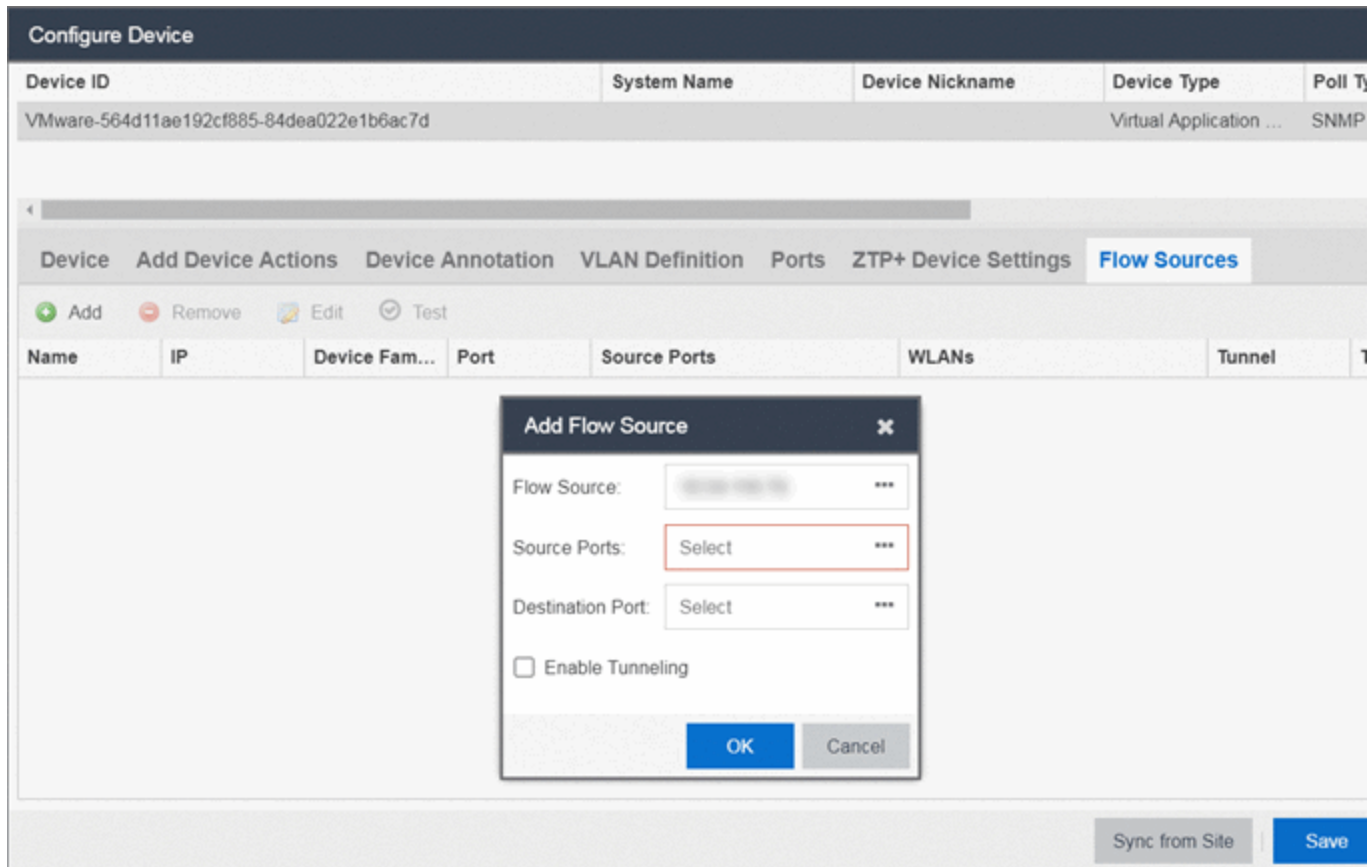 Configure Device
Device ID System Name Device Nickname Device Type Poll Ty
VMware-564d11ae192cf885-84dea022e1b6ac7d Virtual Application ... SNMP
Device Add Device Actions Device Annotation VLAN Definition Ports ZTP+ Device Settings Flow Sources
Add Remove Edit Test
Name IP Device Fam... Port Source Ports WLANs Tunnel T
Add Flow Source
Flow Source:
Source Ports: Select
Destination Port: Select
Enable Tunneling
OK Cancel
Sync from Site Save